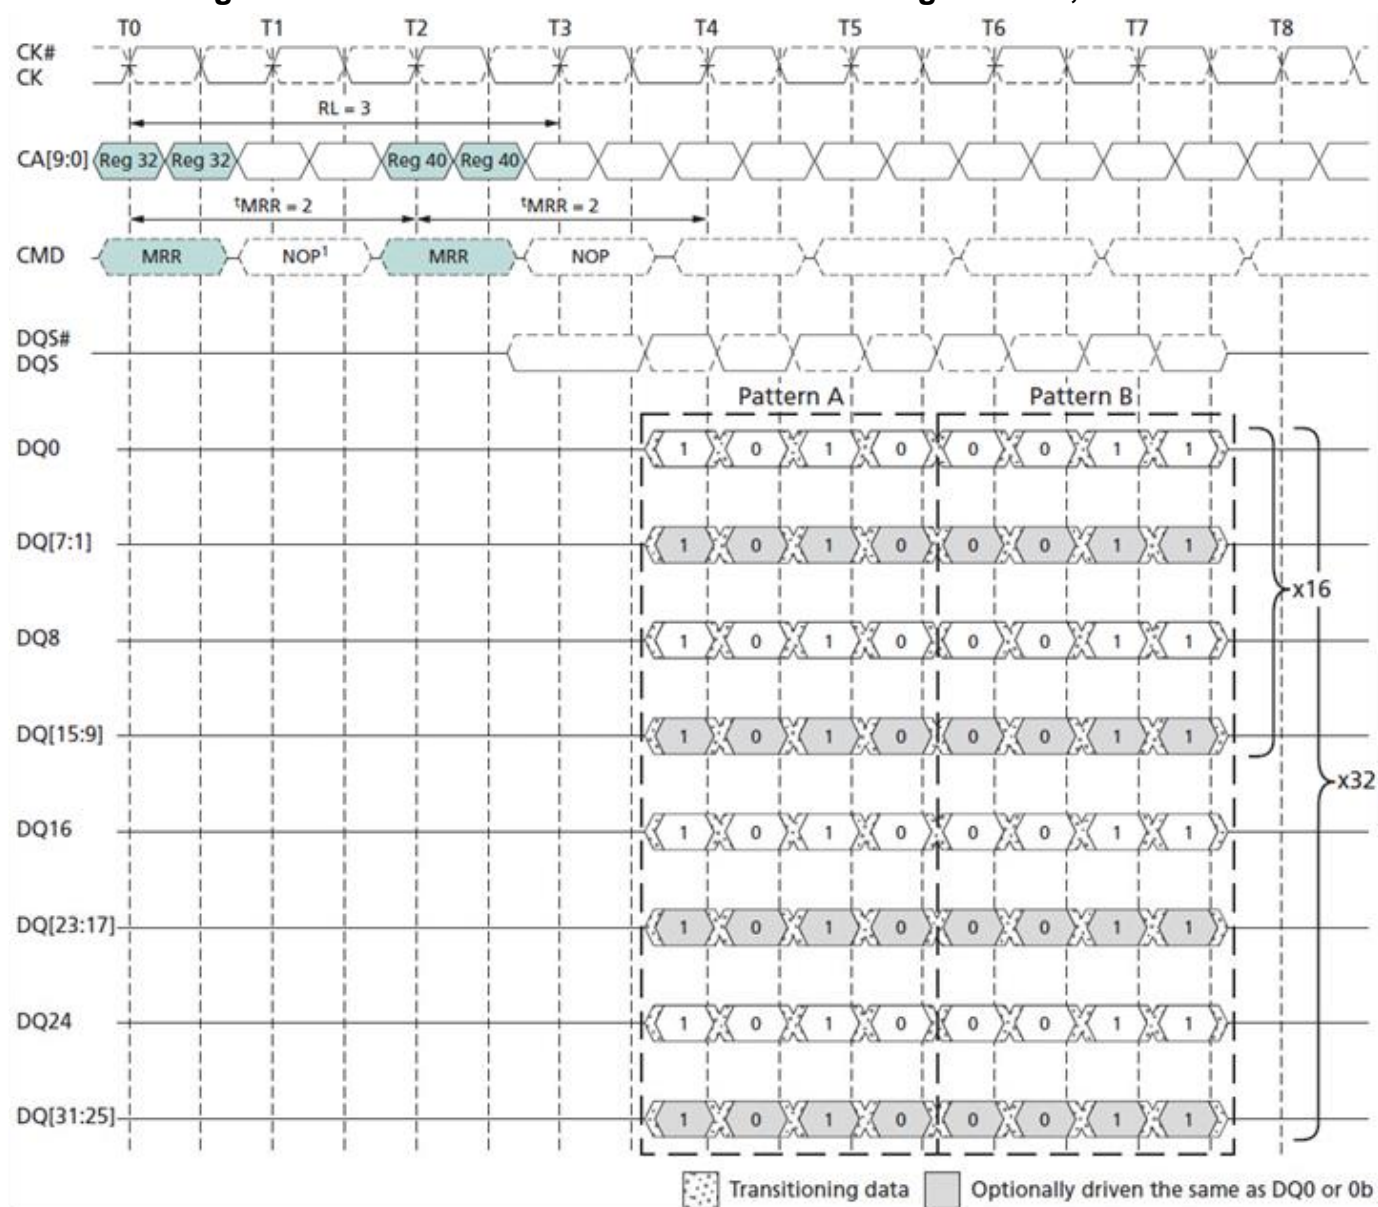 T0 T1 T2 T3 T4 T5 T6 T7 T8
CK#
CK
RL = 3
CA[9:0] Reg 32 Reg 32 Reg 40 Reg 40
tMRR = 2 tMRR = 2
CMD MRR NOP1 MRR NOP
DQS#
DQS
Pattern A Pattern B
DQ0 1 0 1 0 0 0 1 1
DQ[7:1] 1 0 1 0 0 0 1 1
x16
DQ8 1 0 1 0 0 0 1 1
DQ[15:9] 1 0 1 0 0 0 1 1
x32
DQ16 1 0 1 0 0 0 1 1
DQ[23:17] 1 0 1 0 0 0 1 1
DQ24 1 0 1 0 0 0 1 1
DQ[31:25] 1 0 1 0 0 0 1 1
Transitioning data Optionally driven the same as DQ0 or 0b